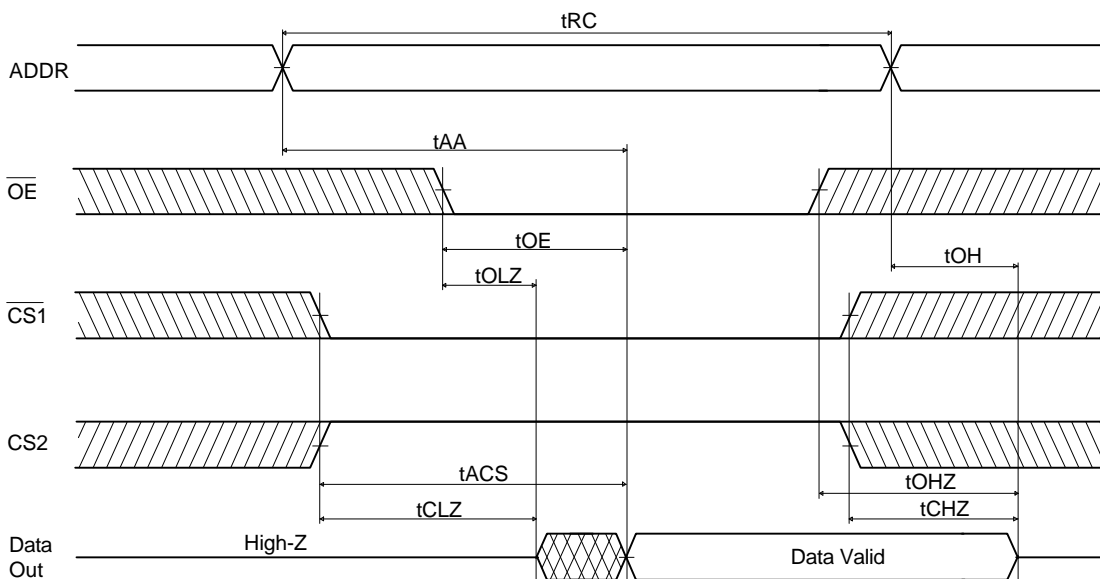 tRC
ADDR
tAA
OE
tOE
tOH
tOLZ
CS1
CS2
tACS
tOHZ
tCLZ
tCHZ
Data
Out
High-Z
Data Valid